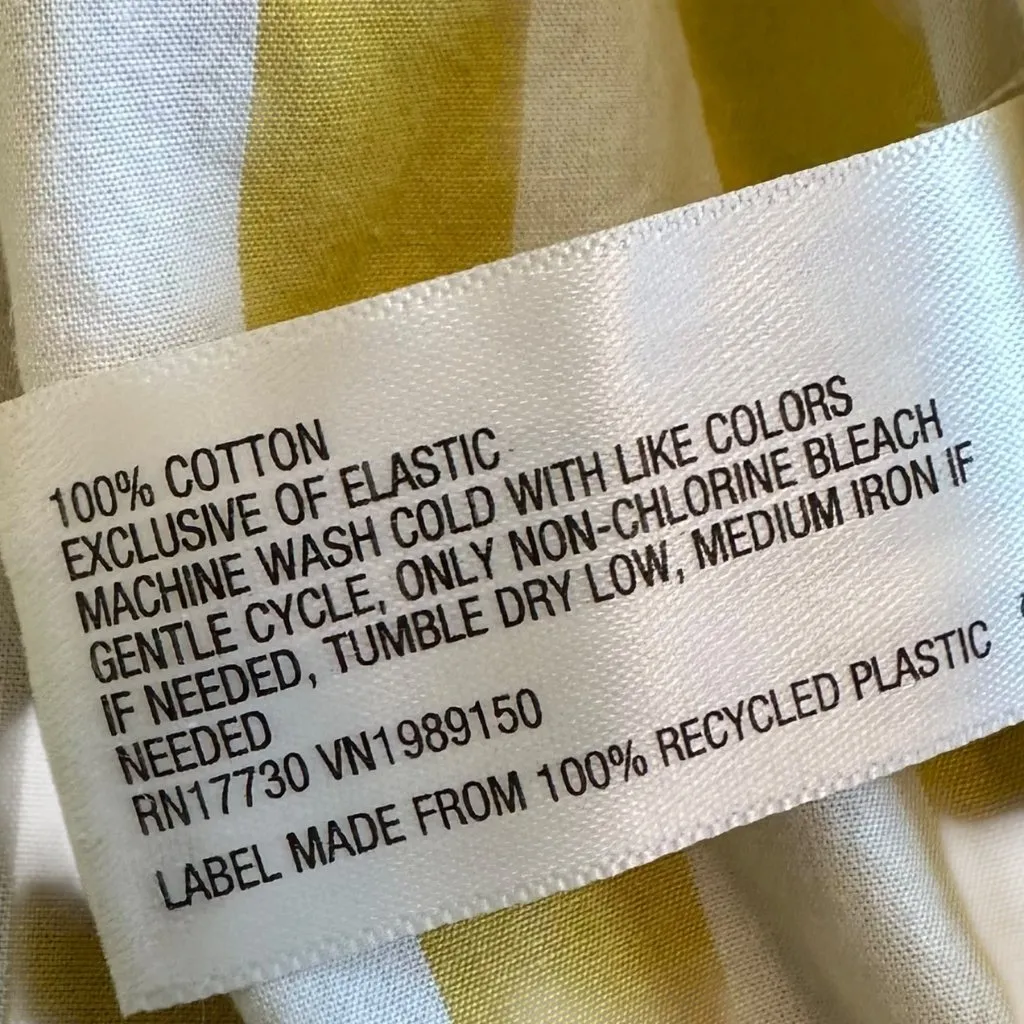 100% COTTON
EXCLUSIVE OF ELASTIC
MACHINE WASH COLD WITH LIKE COLORS
GENTLE CYCLE, ONLY NON-CHLORINE BLEACH
IF NEEDED, TUMBLE DRY LOW, MEDIUM IRON IF
NEEDED
RN17730 VN1989150
LABEL MADE FROM 100% RECYCLED PLASTIC